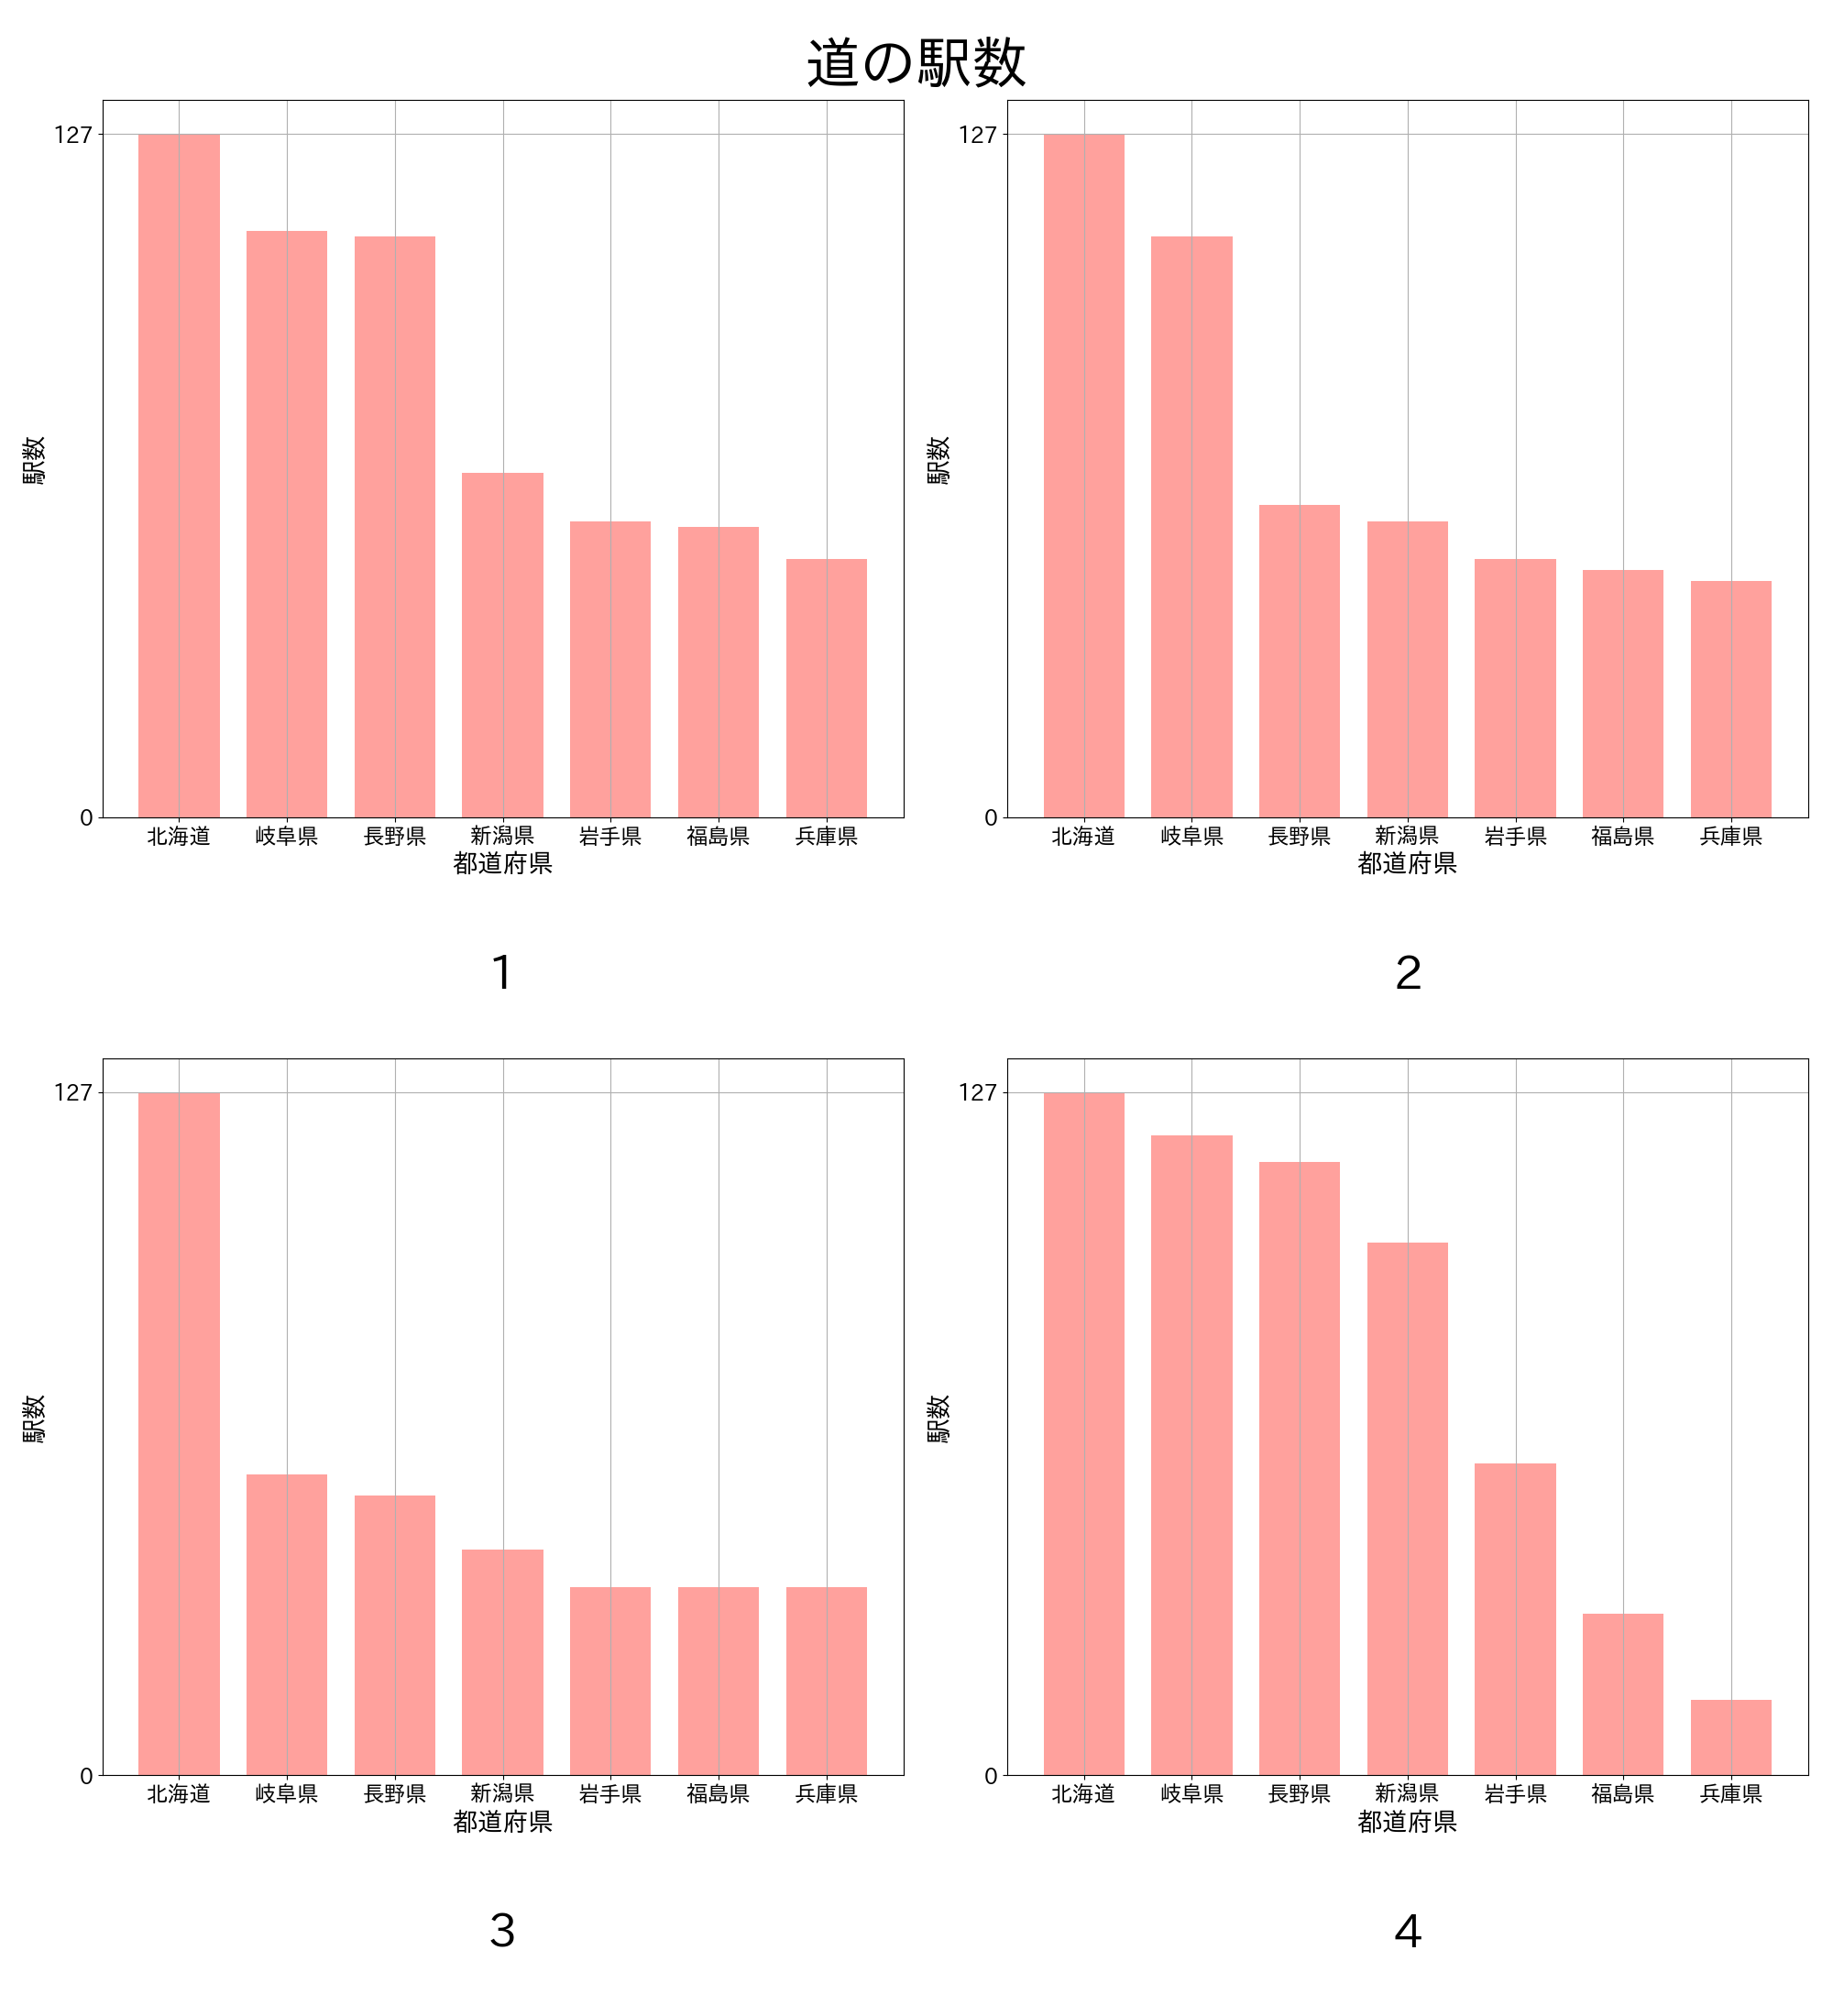 道の駅数
127
0
駅数
北海道 岐阜県 長野県 新潟県 岩手県 福島県 兵庫県
都道府県
1
127
0
駅数
北海道 岐阜県 長野県 新潟県 岩手県 福島県 兵庫県
都道府県
2
127
0
駅数
北海道 岐阜県 長野県 新潟県 岩手県 福島県 兵庫県
都道府県
3
127
0
駅数
北海道 岐阜県 長野県 新潟県 岩手県 福島県 兵庫県
都道府県
4